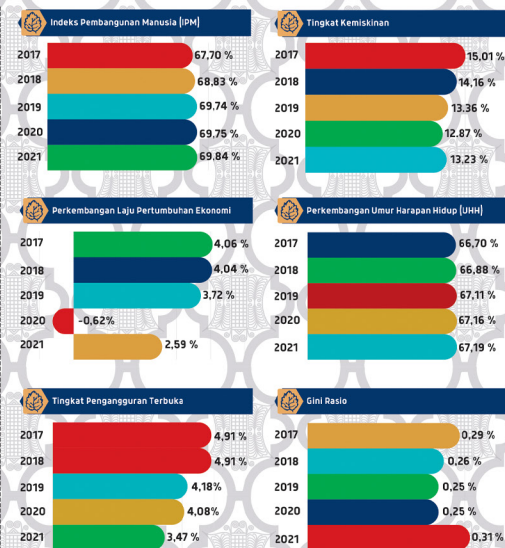 Indeks Pembangunan Manusia (IPM)
2017 67,70 %
2018 68,83 %
2019 69.74 %
2020 69,75 %
2021 69.84 %
Tingkat Kemiskinan
2017 15,01 %
2018 14,16 %
2019 13.36 %
2020 12.87 %
2021 13,23 %
Perkembangan Laju Pertumbuhan Ekonomi
2017 4,06 %
2018 4,04 %
2019 3,72 %
2020 -0,62%
2021 2,59 %
Perkembangan Umur Harapan Hidup (UHH)
2017 66,70 %
2018 66,88 %
2019 67,11 %
2020 67,16 %
2021 67,19 %
Tingkat Pengangguran Terbuka
2017 4,91 %
2018 4,91 %
2019 4,18%
2020 4,08%
2021 3,47 %
Gini Rasio
2017 0,29 %
2018 0,26 %
2019 0,25 %
2020 0,25 %
2021 0,31 %